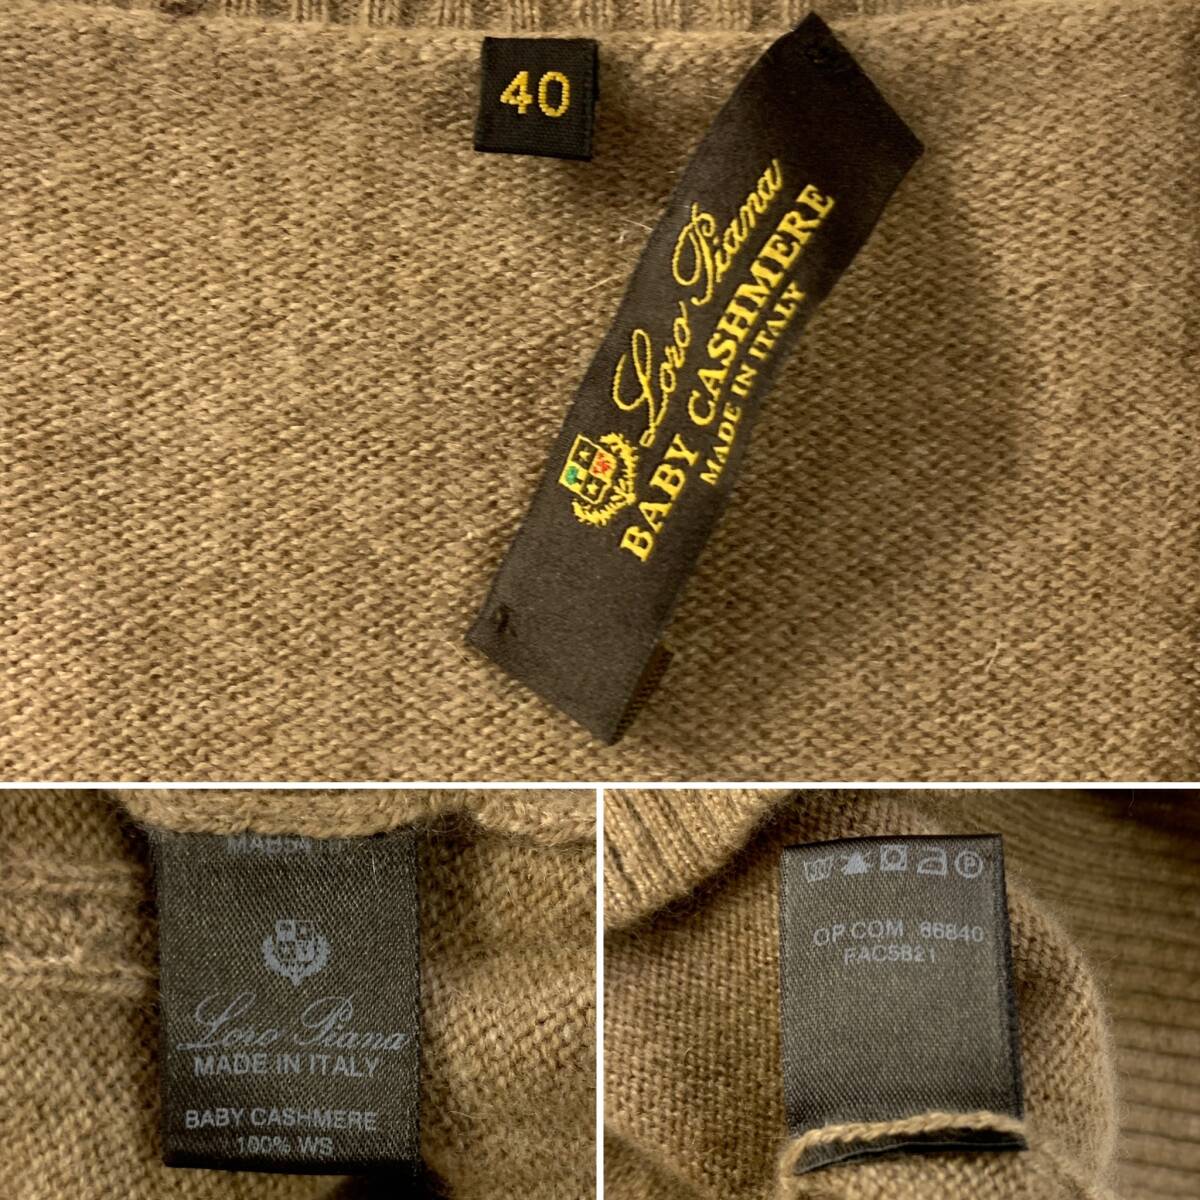 40
Loro Piana
BABY CASHMERE
MADE IN ITALY
Loro Piana
MADE IN ITALY
BABY CASHMERE
100% WS
P
OP.COM 86840
FAC5B21